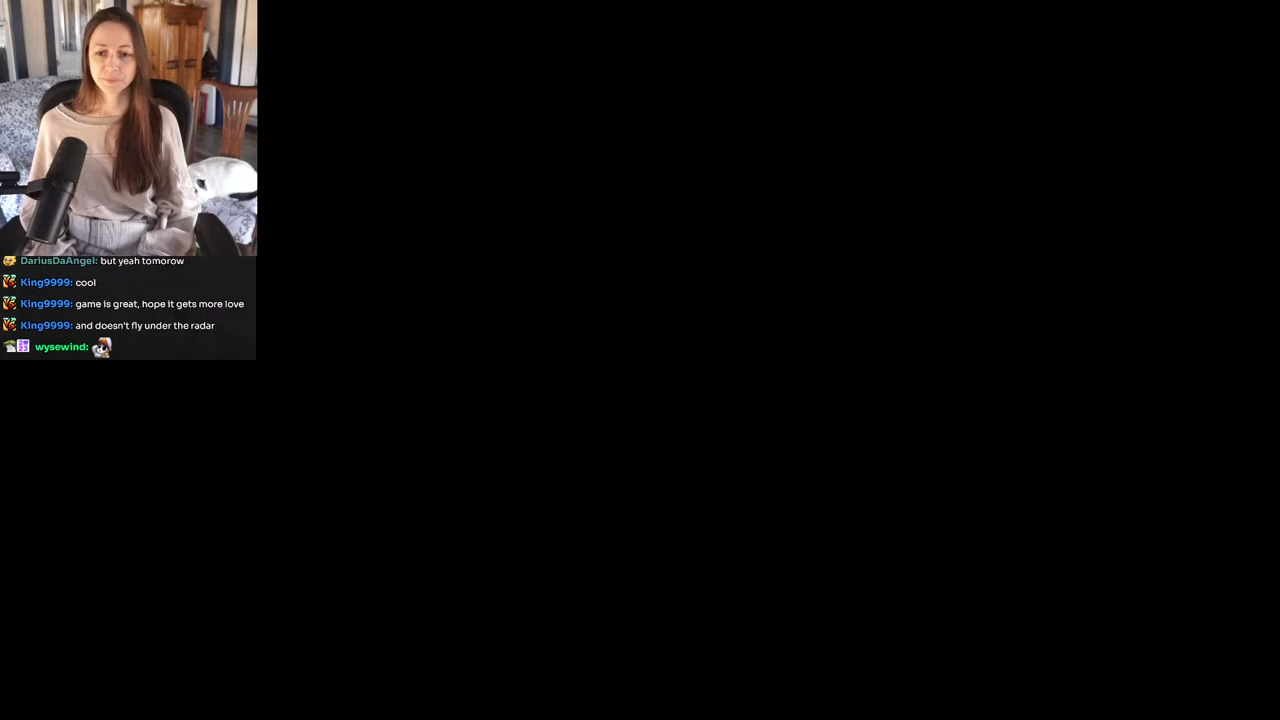 DariusDaAngel: but yeah tomorow
King9999: cool
King9999: game is great, hope it gets more love
King9999: and doesn't fly under the radar
wysewind: